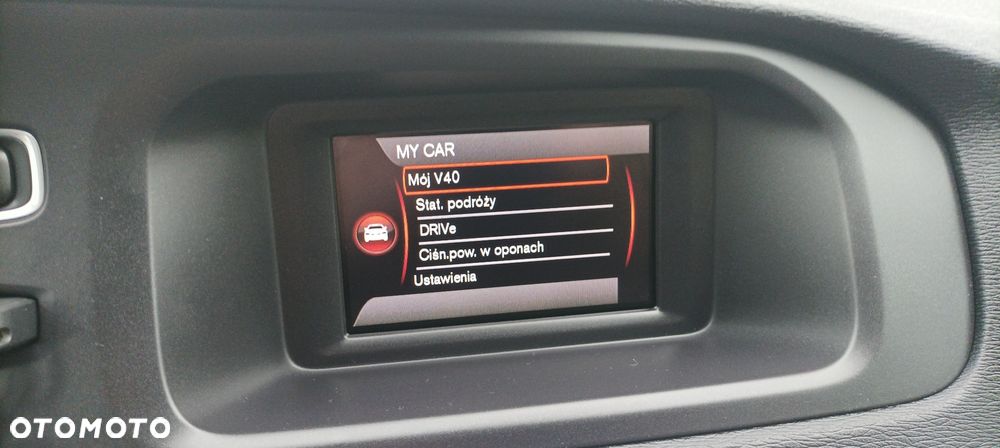 MY CAR
Mój V40
Stat. podróży
DRIVe
Ciśn.pow. w oponach
Ustawienia
OTOMOTO